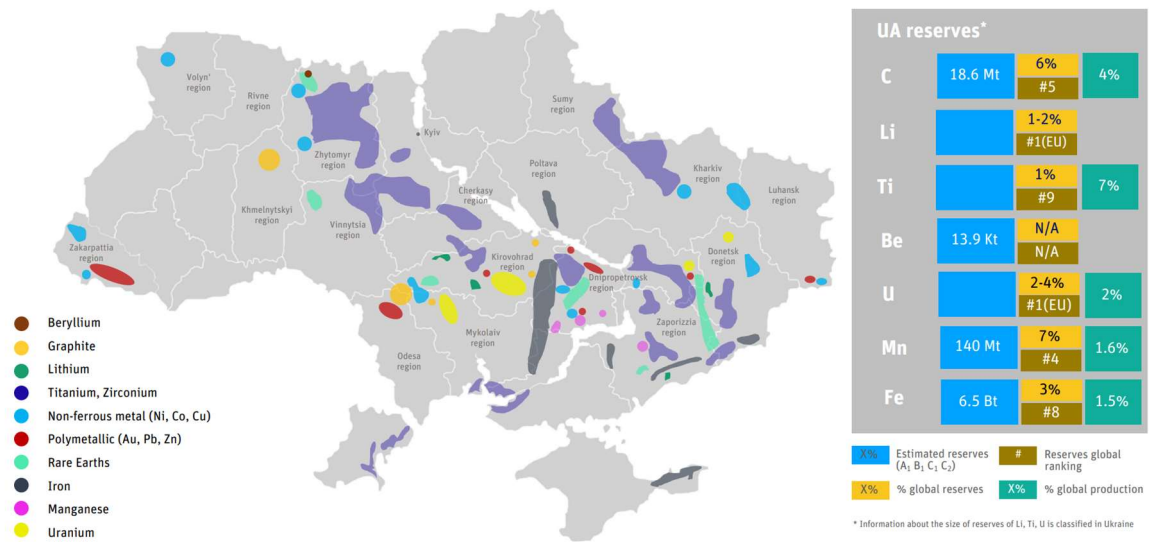 Volyn'
region
Rivne
region
Zhytomyr
region
Kyiv
Sumy
region
Poltava
region
Kharkiv
region
Luhansk
region
Khmelnytskyi
region
Vinnytsia
region
Cherkasy
region
Zakarpattia
region
Kirovohrad
region
Dnipropetrovsk
region
Donetsk
region
Mykolaiv
region
Zaporizzia
region
Odesa
region
Beryllium
Graphite
Lithium
Titanium, Zirconium
Non-ferrous metal (Ni, Co, Cu)
Polymetallic (Au, Pb, Zn)
Rare Earths
Iron
Manganese
Uranium
UA reserves*
C 18.6 Mt 6% #5 4%
Li 1-2% #1(EU)
Ti 1% #9 7%
Be 13.9 Kt N/A N/A
U 2-4% #1(EU) 2%
Mn 140 Mt 7% #4 1.6%
Fe 6.5 Bt 3% #8 1.5%
X% Estimated reserves
(A₁ B₁ C₁ C₂)
# Reserves global
ranking
X% % global reserves
X% % global production
* Information about the size of reserves of Li, Ti, U is classified in Ukraine